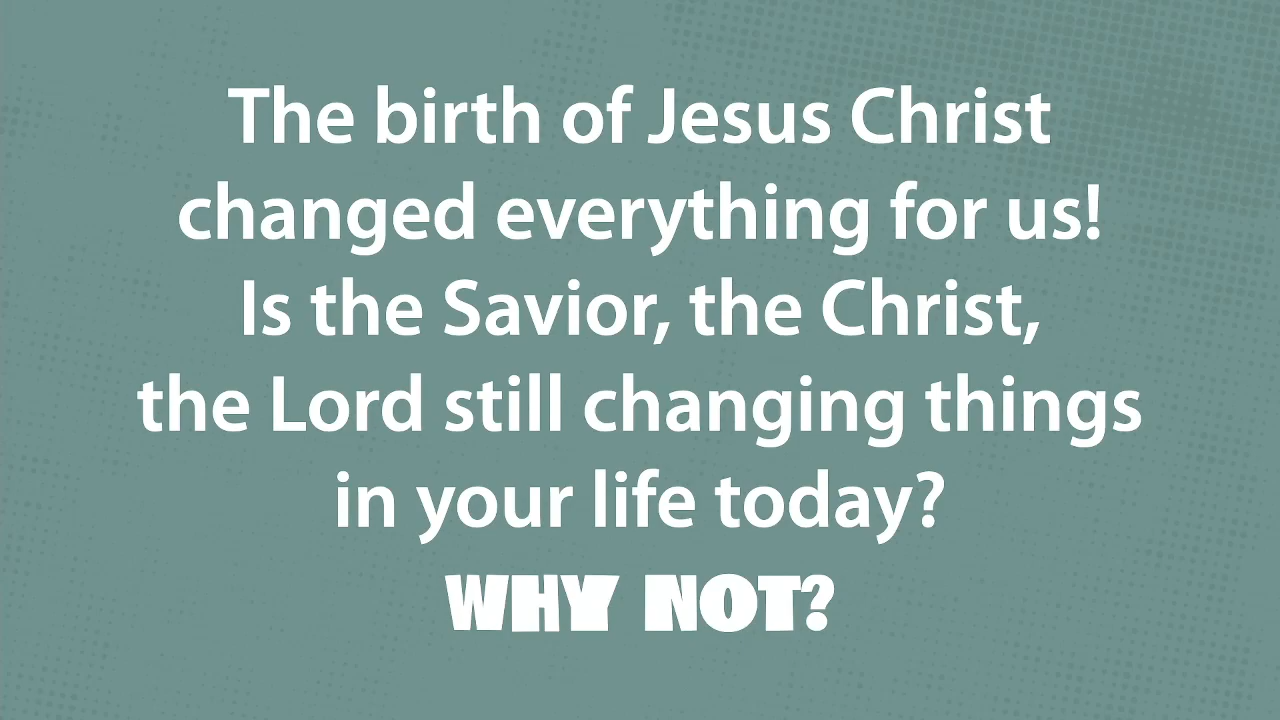 The birth of Jesus Christ
changed everything for us!
Is the Savior, the Christ,
the Lord still changing things
in your life today?
WHY NOT?